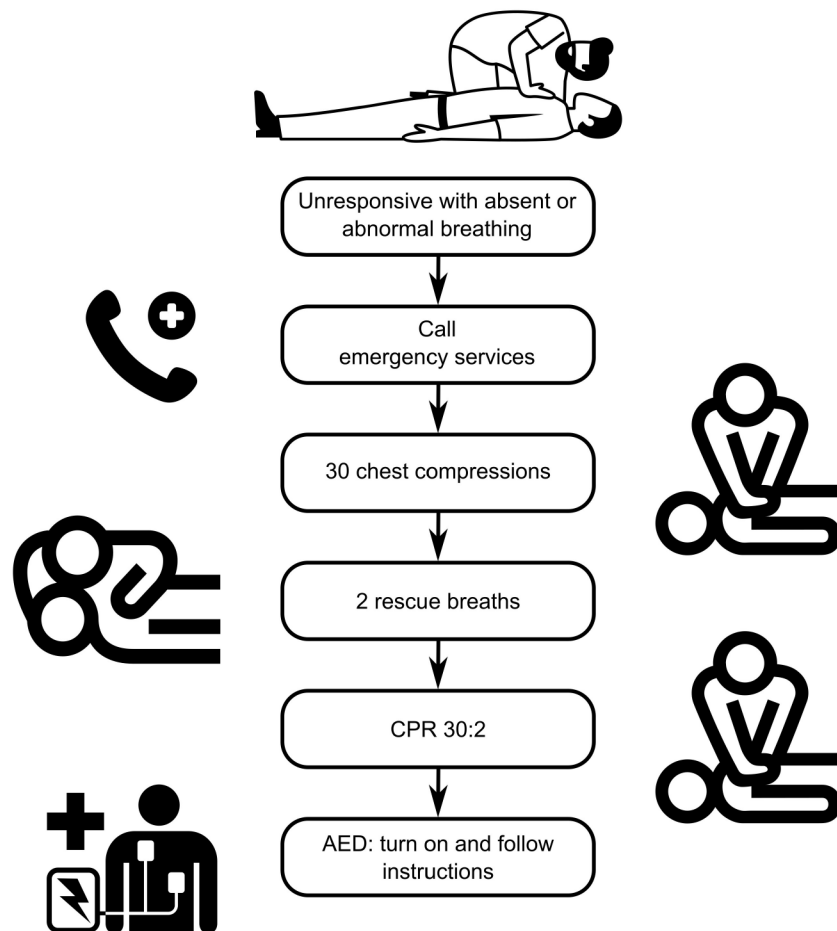 Unresponsive with absent or
abnormal breathing
Call
emergency services
30 chest compressions
2 rescue breaths
CPR 30:2
AED: turn on and follow
instructions